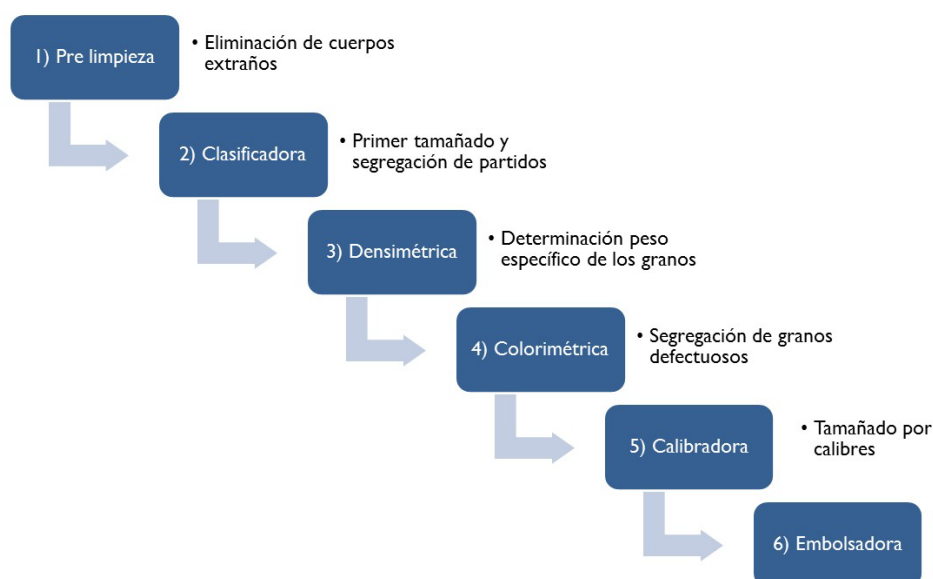 1) Pre limpieza
• Eliminación de cuerpos
extraños
2) Clasificadora
• Primer tamañado y
segregación de partidos
3) Densimétrica
• Determinación peso
específico de los granos
4) Colorimétrica
• Segregación de granos
defectuosos
5) Calibradora
• Tamañado por
calibres
6) Embolsadora